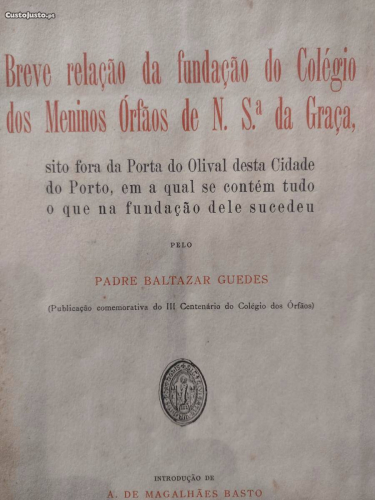 CustoJusto.pt
Breve relação da fundação do Colégio
dos Meninos Órfãos de N. S.ª da Graça,
sito fora da Porta do Olival desta Cidade
do Porto, em a qual se contém tudo
o que na fundação dele sucedeu
PELO
PADRE BALTAZAR GUEDES
(Publicação comemorativa do III Centenário do Colégio dos Órfãos)
INTRODUÇÃO DE
A. DE MAGALHÃES BASTO